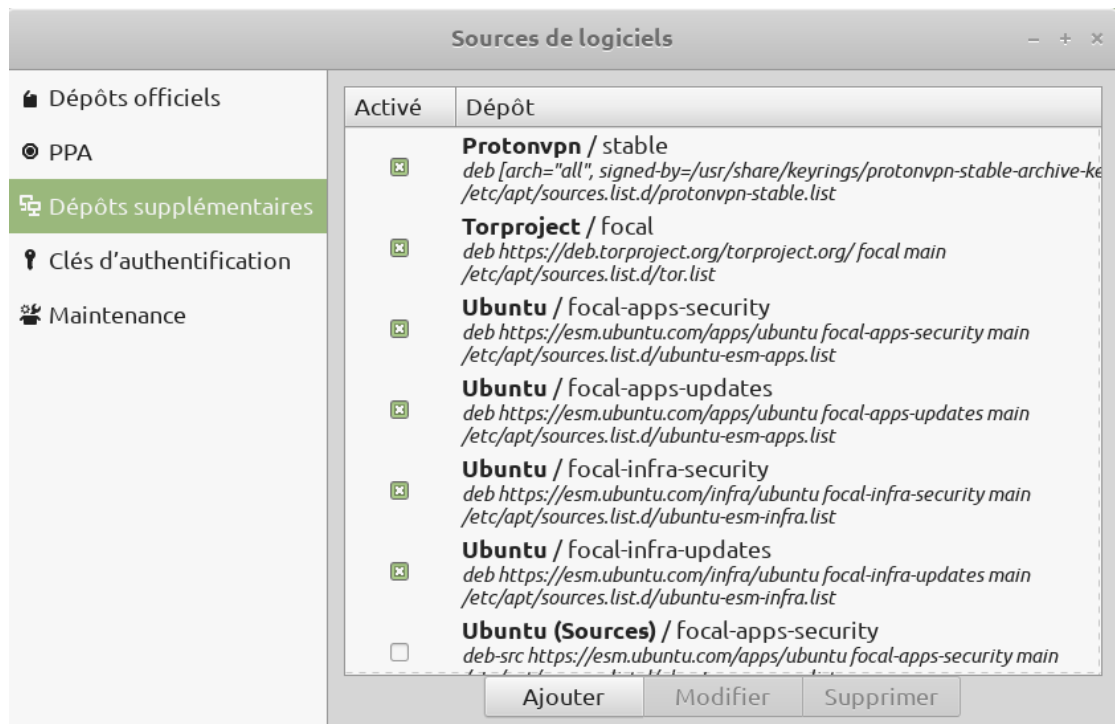 Sources de logiciels
Dépôts officiels
PPA
Dépôts supplémentaires
Clés d'authentification
Maintenance
Activé Dépôt
Protonvpn / stable
deb [arch="all", signed-by=/usr/share/keyrings/protonvpn-stable-archive-ke
/etc/apt/sources.list.d/protonvpn-stable.list
Torproject / focal
deb https://deb.torproject.org/torproject.org/ focal main
/etc/apt/sources.list.d/tor.list
Ubuntu / focal-apps-security
deb https://esm.ubuntu.com/apps/ubuntu focal-apps-security main
/etc/apt/sources.list.d/ubuntu-esm-apps.list
Ubuntu / focal-apps-updates
deb https://esm.ubuntu.com/apps/ubuntu focal-apps-updates main
/etc/apt/sources.list.d/ubuntu-esm-apps.list
Ubuntu / focal-infra-security
deb https://esm.ubuntu.com/infra/ubuntu focal-infra-security main
/etc/apt/sources.list.d/ubuntu-esm-infra.list
Ubuntu / focal-infra-updates
deb https://esm.ubuntu.com/infra/ubuntu focal-infra-updates main
/etc/apt/sources.list.d/ubuntu-esm-infra.list
Ubuntu (Sources) / focal-apps-security
deb-src https://esm.ubuntu.com/apps/ubuntu focal-apps-security main
Ajouter Modifier Supprimer